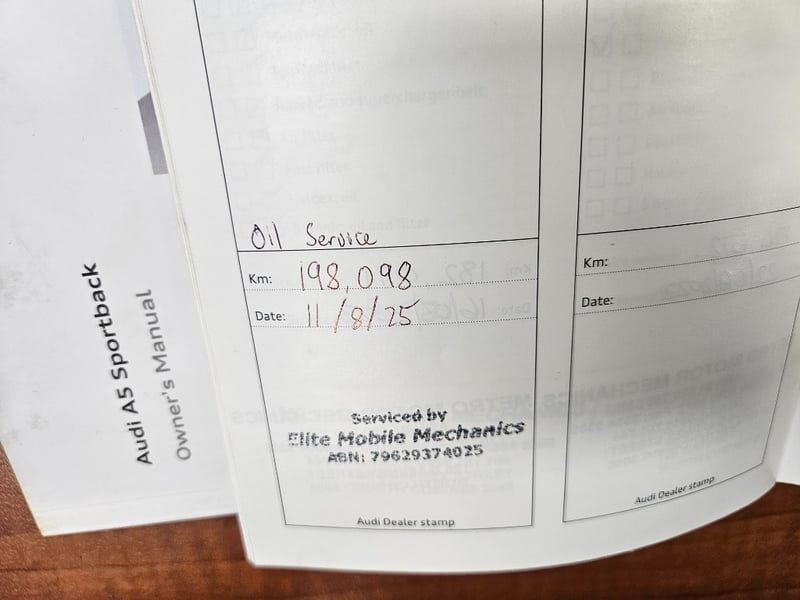 Oil Service
Km: 198,098
Date: 11/8/25
Serviced by
Elite Mobile Mechanics
ABN: 79629374025
Audi Dealer stamp
Km:
Date:
Audi Dealer stamp
Audi A5 Sportback
Owner's Manual